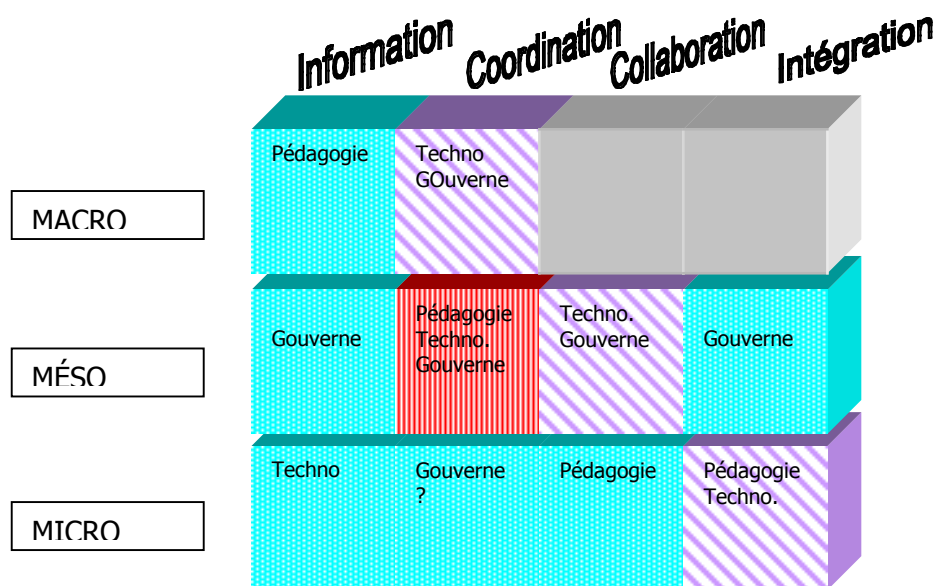 Information Coordination Collaboration Intégration
MACRO
Pédagogie
Techno
GOuverne
MÉSO
Gouverne
Pédagogie
Techno.
Gouverne
Techno.
Gouverne
Gouverne
MICRO
Techno
Gouverne
?
Pédagogie
Pédagogie
Techno.